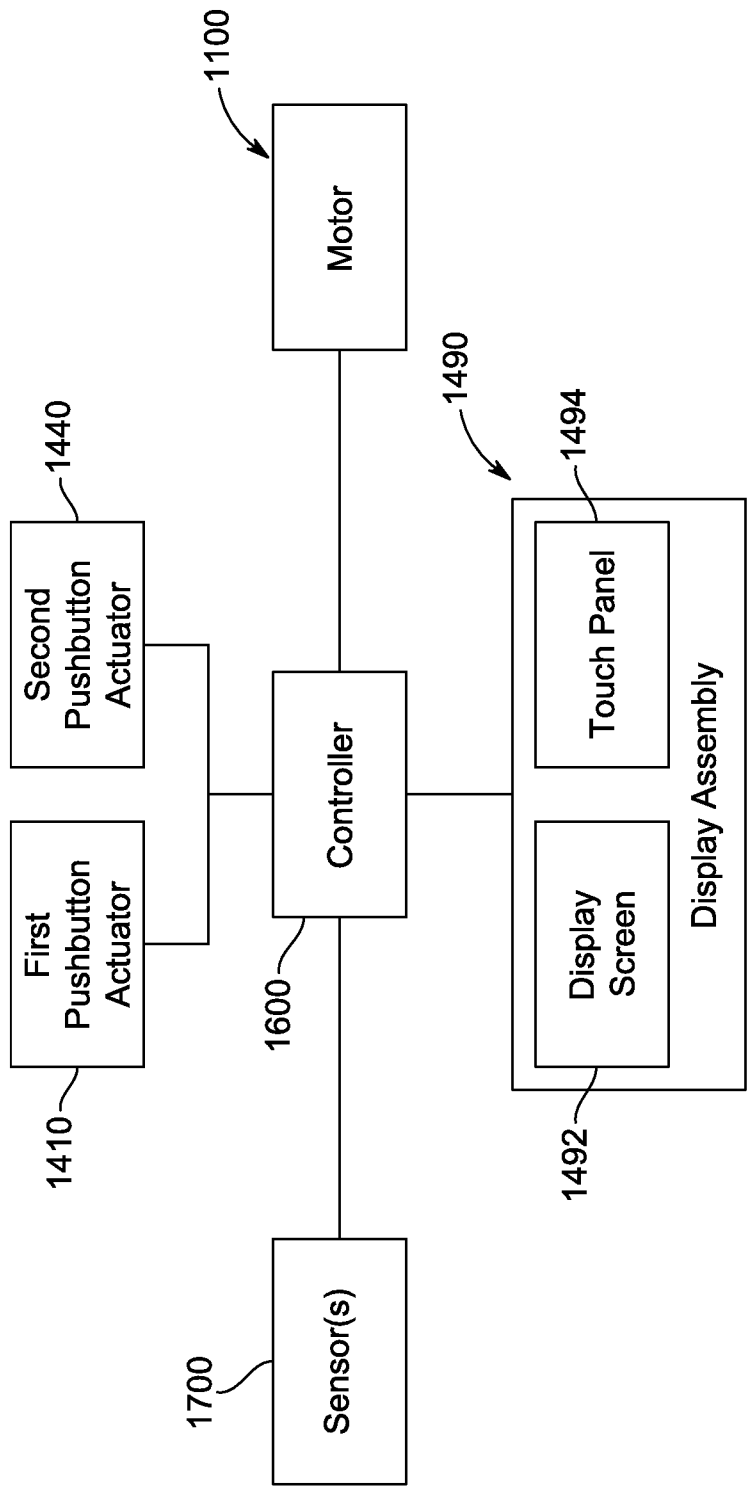 1410
First
Pushbutton
Actuator
1440
Second
Pushbutton
Actuator
1700
Sensor(s)
1600
Controller
1100
Motor
1490
1492
Display
Screen
1494
Touch Panel
Display Assembly